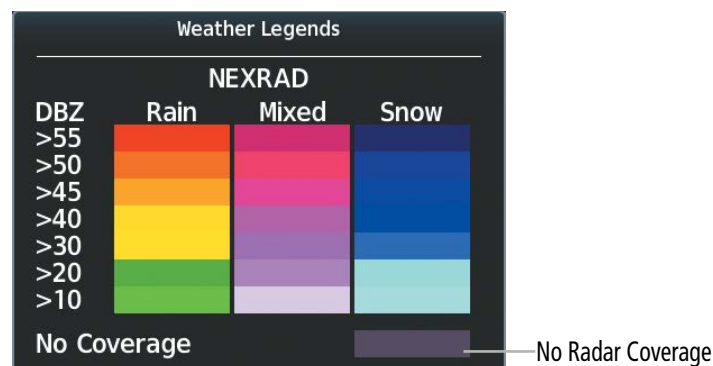 Weather Legends
NEXRAD
DBZ Rain Mixed Snow
>55
>50
>45
>40
>30
>20
>10
No Coverage
No Radar Coverage